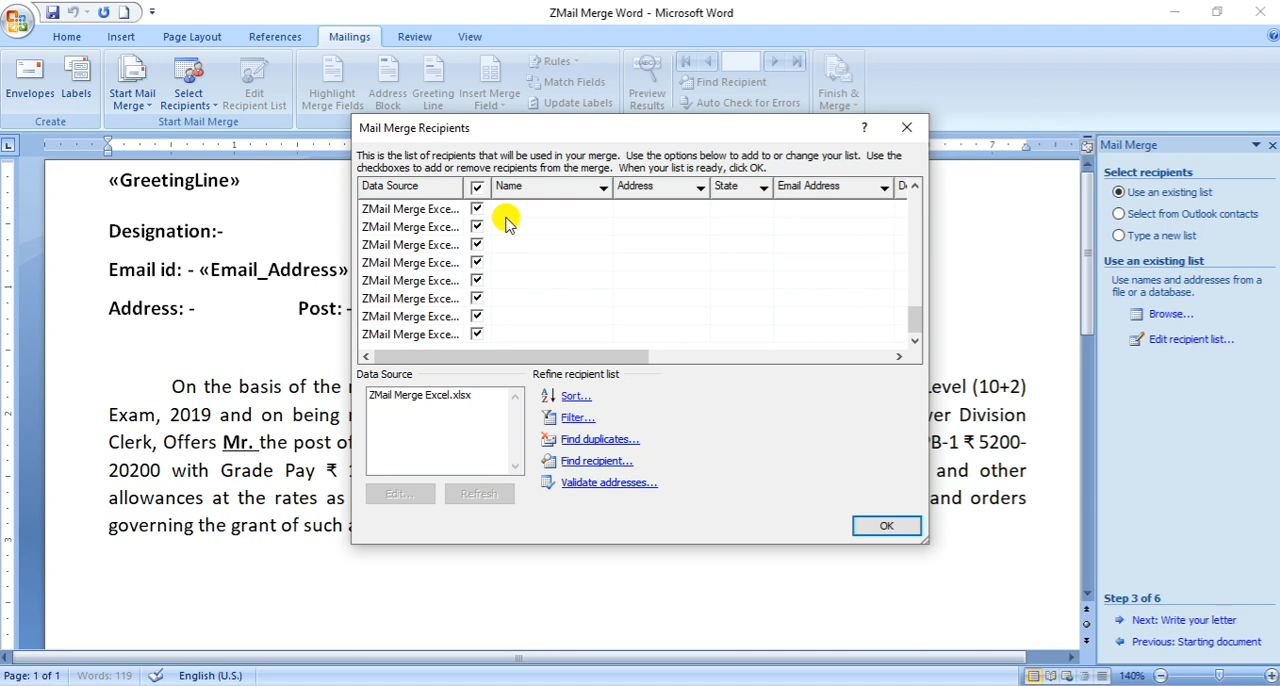 ZMail Merge Word - Microsoft Word
Home Insert Page Layout References Mailings Review View
Envelopes Labels Start Mail Merge Select Recipients Edit Recipient List Highlight Merge Fields Address Block Greeting Line Insert Merge Field Rules Match Fields Update Labels Preview Results Find Recipient Auto Check for Errors Finish & Merge
Create Start Mail Merge
Mail Merge Recipients
This is the list of recipients that will be used in your merge. Use the options below to add to or change your list. Use the
checkboxes to add or remove recipients from the merge. When your list is ready, click OK.
Data Source Name Address State Email Address
ZMail Merge Exce...
ZMail Merge Exce...
ZMail Merge Exce...
ZMail Merge Exce...
ZMail Merge Exce...
ZMail Merge Exce...
ZMail Merge Exce...
ZMail Merge Exce...
Data Source
ZMail Merge Excel.xlsx
Edit... Refresh
Refine recipient list
Sort...
Filter...
Find duplicates...
Find recipient...
Validate addresses...
OK
«GreetingLine»
Designation:-
Email id: - «Email_Address»
Address: - Post: -
On the basis of the Level (10+2)
Exam, 2019 and on being Division
Clerk, Offers Mr. the post of PB-1 ₹ 5200-
20200 with Grade Pay ₹ and other
allowances at the rates as and orders
governing the grant of such
Mail Merge
Select recipients
Use an existing list
Select from Outlook contacts
Type a new list
Use an existing list
Use names and addresses from a
file or a database.
Browse...
Edit recipient list...
Step 3 of 6
Next: Write your letter
Previous: Starting document
Page: 1 of 1 Words: 119 English (U.S.) 140%